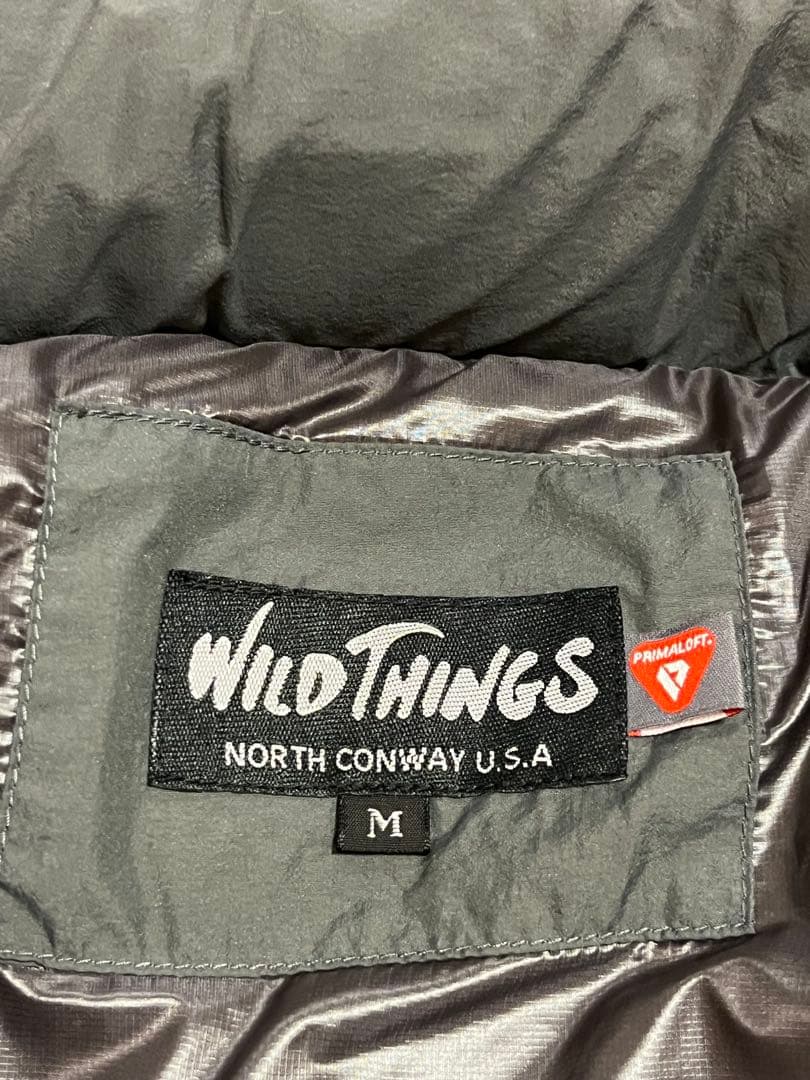 WILD THINGS
PRIMALOFT.
NORTH CONWAY U.S.A
M